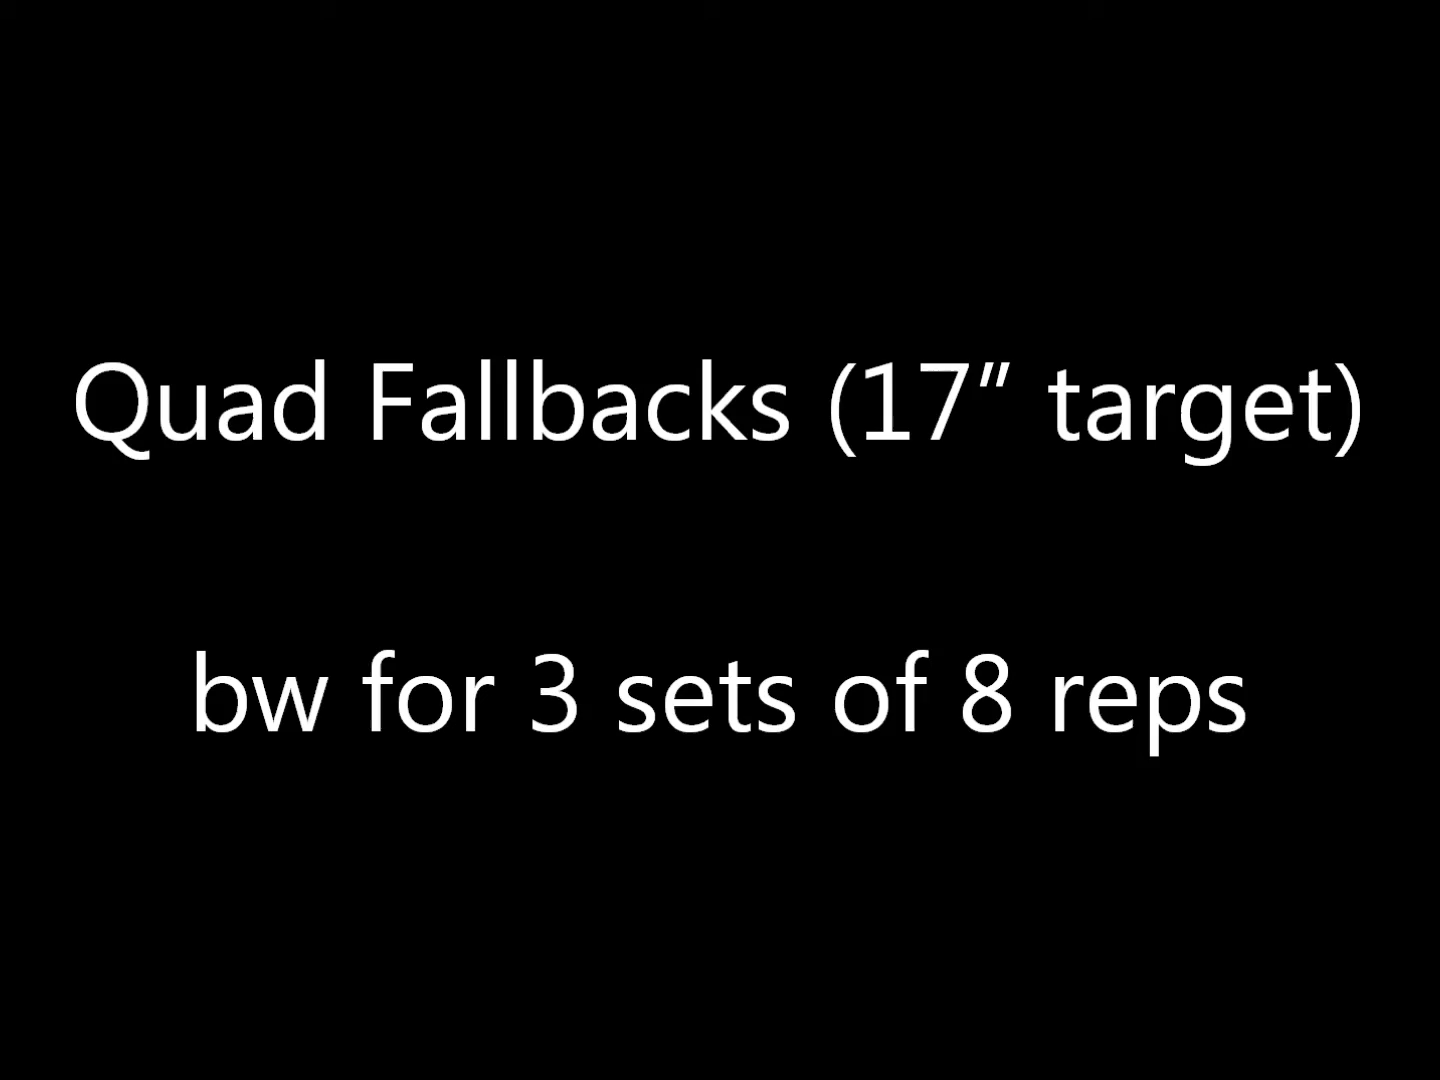 Quad Fallbacks (17” target)
bw for 3 sets of 8 reps